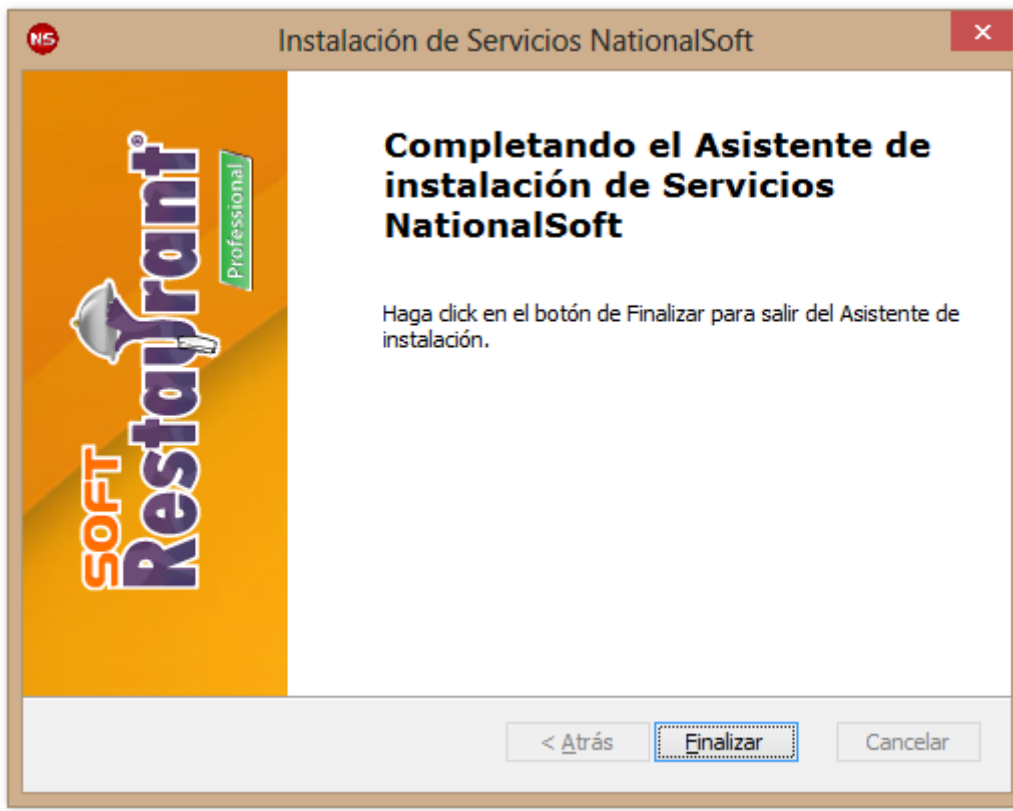 NS
Instalación de Servicios NationalSoft
SOFT
Restaurant®
Professional
Completando el Asistente de
instalación de Servicios
NationalSoft
Haga click en el botón de Finalizar para salir del Asistente de
instalación.
< Atrás
Finalizar
Cancelar